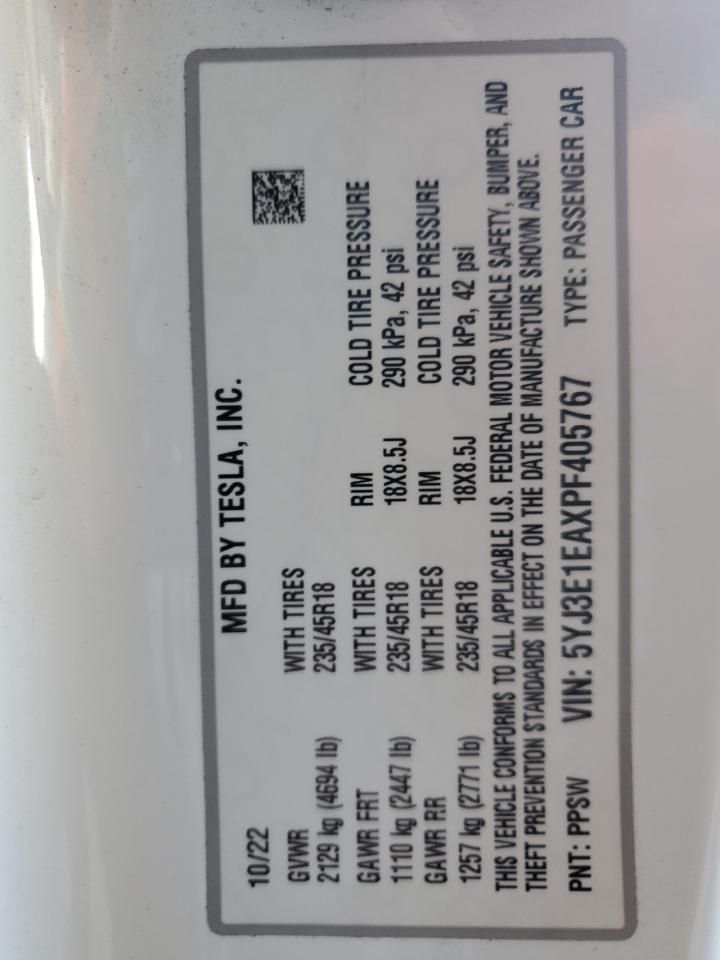 MFD BY TESLA, INC.
10/22
GVWR WITH TIRES
2129 kg (4694 lb) 235/45R18
GAWR FRT WITH TIRES RIM COLD TIRE PRESSURE
1110 kg (2447 lb) 235/45R18 18X8.5J 290 kPa, 42 psi
GAWR RR WITH TIRES RIM COLD TIRE PRESSURE
1257 kg (2771 lb) 235/45R18 18X8.5J 290 kPa, 42 psi
THIS VEHICLE CONFORMS TO ALL APPLICABLE U.S. FEDERAL MOTOR VEHICLE SAFETY, BUMPER, AND
THEFT PREVENTION STANDARDS IN EFFECT ON THE DATE OF MANUFACTURE SHOWN ABOVE.
PNT: PPSW VIN: 5YJ3E1EAXPF405767 TYPE: PASSENGER CAR